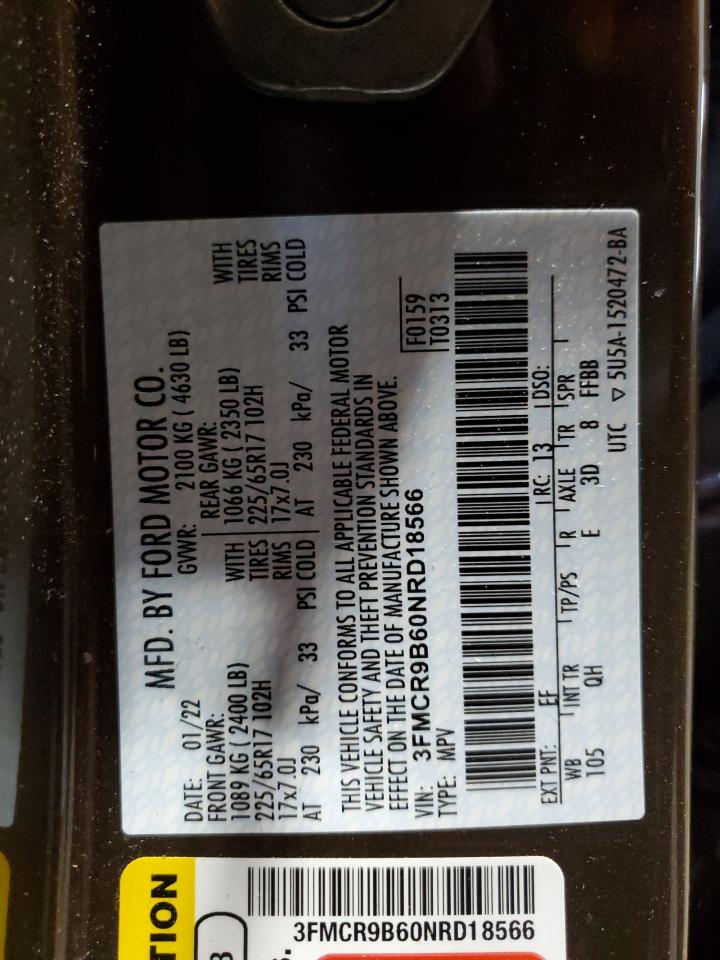 MFD. BY FORD MOTOR CO.
DATE: 01/22 GVWR: 2100 KG ( 4630 LB)
FRONT GAWR: REAR GAWR:
1089 KG ( 2400 LB) WITH 1066 KG ( 2350 LB) WITH
225/65R17 102H TIRES 225/65R17 102H TIRES
17x7.0J RIMS 17x7.0J RIMS
AT 230 kPa/ 33 PSI COLD AT 230 kPa/ 33 PSI COLD
THIS VEHICLE CONFORMS TO ALL APPLICABLE FEDERAL MOTOR
VEHICLE SAFETY AND THEFT PREVENTION STANDARDS IN
EFFECT ON THE DATE OF MANUFACTURE SHOWN ABOVE.
VIN: 3FMCR9B60NRD18566 F0159
TYPE: MPV T0313
EXT PNT: EF RC: 13 DSO:
WB INT TR TP/PS R AXLE TR SPR
105 QH E 3D 8 FFBB
UTC ▽ 5U5A-1520472-BA
TION
3FMCR9B60NRD18566